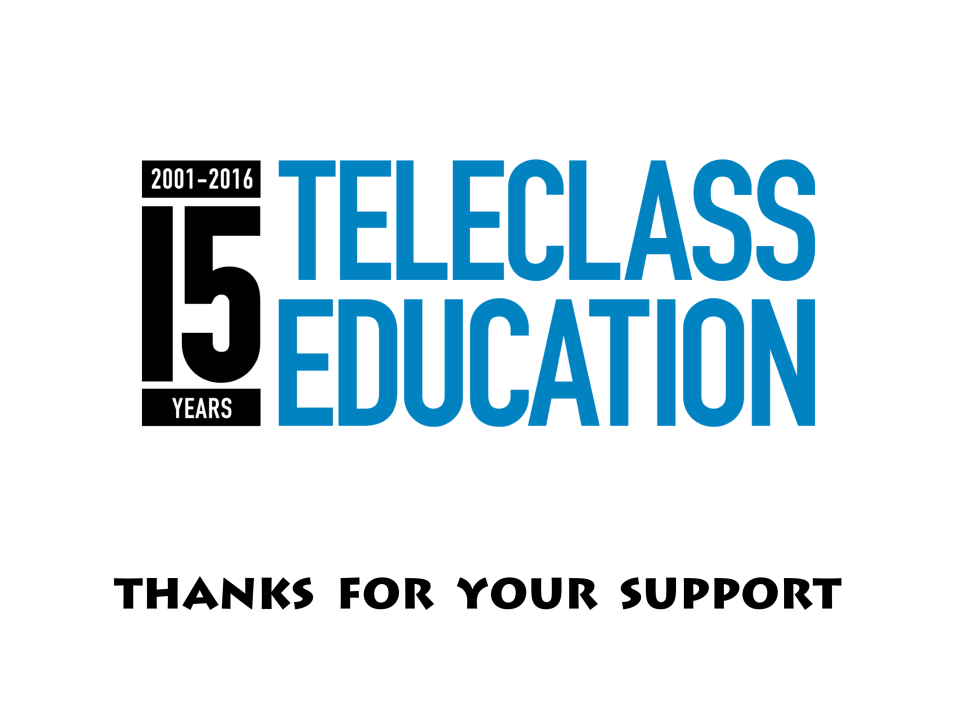 2001-2016
15
YEARS
TELECLASS
EDUCATION
THANKS FOR YOUR SUPPORT